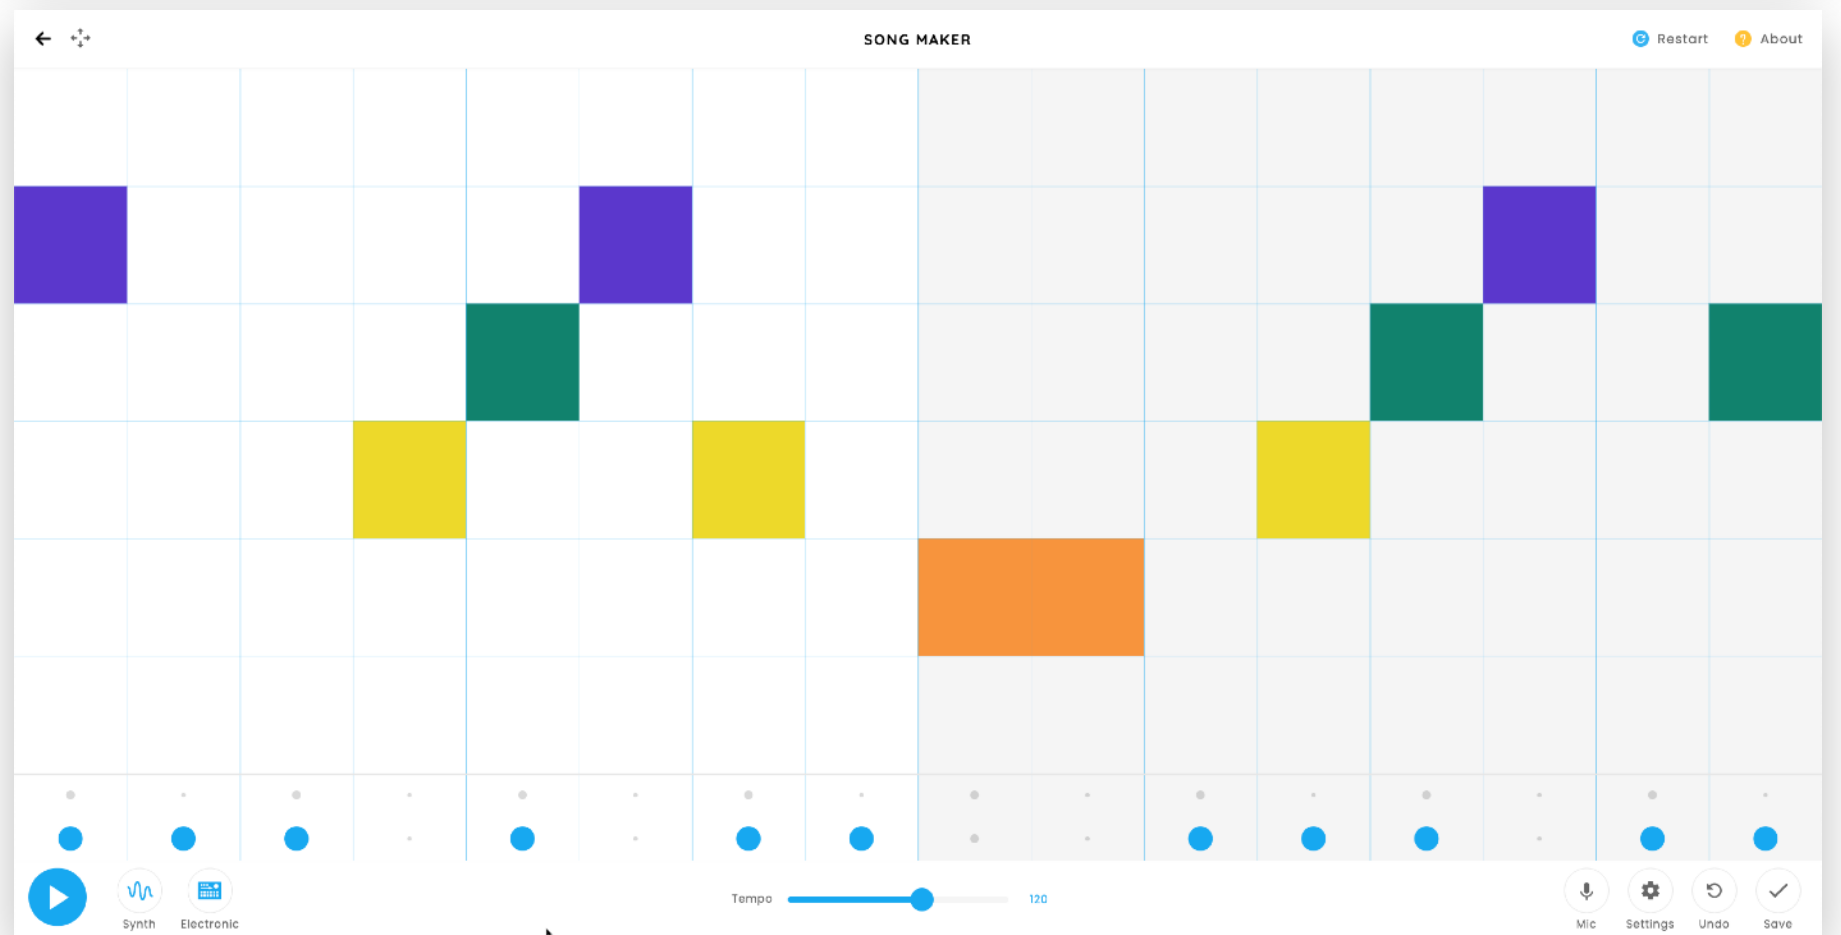 SONG MAKER
Restart
? About
Synth
Electronic
Tempo
120
Mic
Settings
Undo
Save